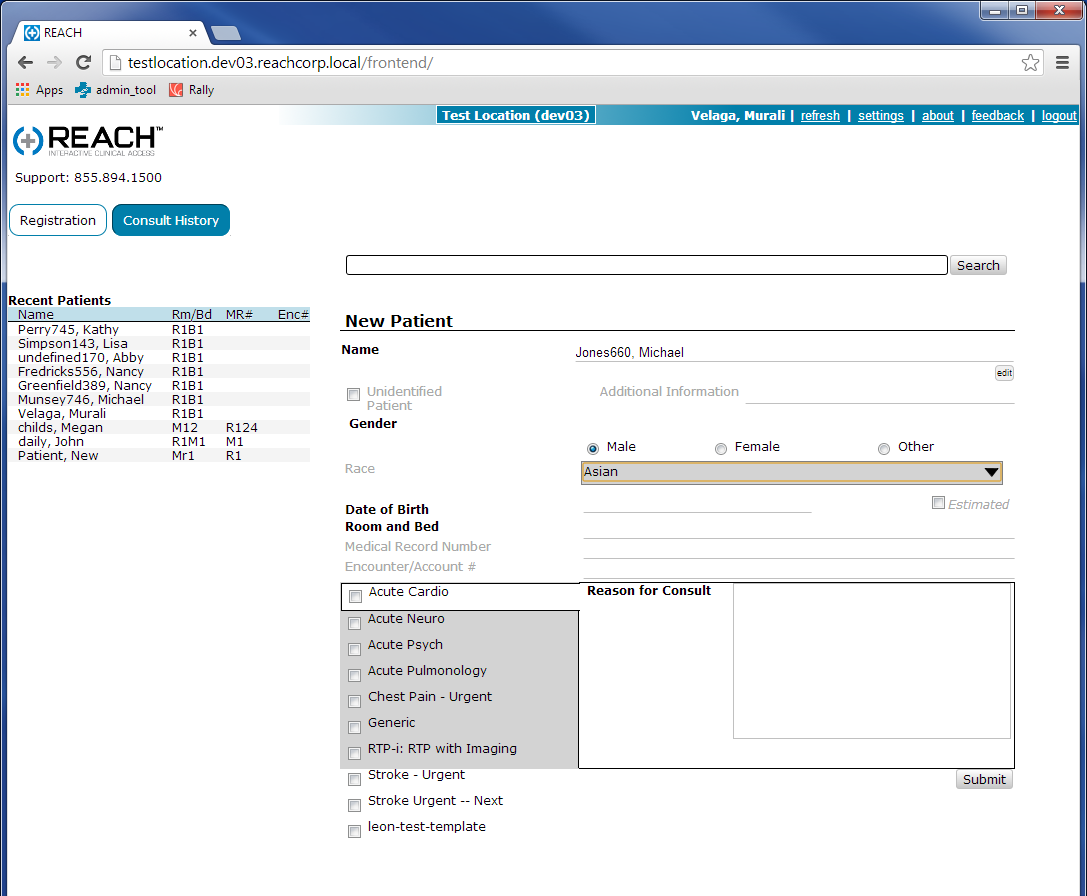 REACH
testlocation.dev03.reachcorp.local/frontend/
Apps admin_tool Rally
Test Location (dev03) Velaga, Murali | refresh | settings | about | feedback | logout
REACH™
INTERACTIVE CLINICAL ACCESS
Support: 855.894.1500
Registration Consult History
Search
Recent Patients
Name Rm/Bd MR# Enc#
Perry745, Kathy R1B1
Simpson143, Lisa R1B1
undefined170, Abby R1B1
Fredricks556, Nancy R1B1
Greenfield389, Nancy R1B1
Munsey746, Michael R1B1
Velaga, Murali R1B1
childs, Megan M12 R124
daily, John R1M1 M1
Patient, New Mr1 R1
New Patient
Name Jones660, Michael
edit
Unidentified Patient Additional Information
Gender
Male Female Other
Race Asian
Date of Birth Estimated
Room and Bed
Medical Record Number
Encounter/Account #
Acute Cardio Reason for Consult
Acute Neuro
Acute Psych
Acute Pulmonology
Chest Pain - Urgent
Generic
RTP-i: RTP with Imaging
Stroke - Urgent Submit
Stroke Urgent -- Next
leon-test-template